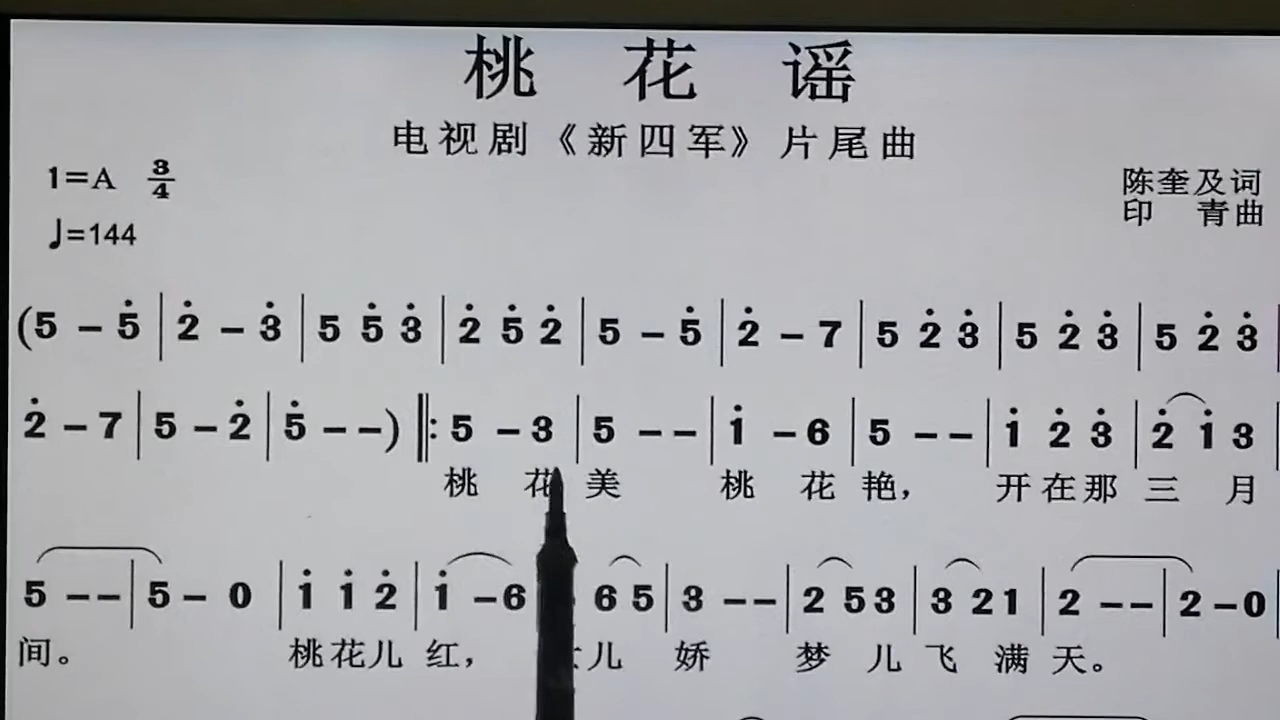 桃 花 谣
电视剧《新四军》片尾曲
1=A 3/4
陈奎及词
♩=144
印 青曲
(5 – 5̇ | 2̇ – 3̇ | 5 5̇ 3̇ | 2̇ 5̇ 2̇ | 5 – 5̇ | 2̇ – 7 | 5 2̇ 3̇ | 5 2̇ 3̇ | 5 2̇ 3̇ |
2̇ – 7 | 5 – 2̇ | 5̇ – –) ‖: 5 – 3 | 5 – – | 1̇ – 6 | 5 – – | 1̇ 2̇ 3̇ | 2̇ 1̇ 3
桃 花 美 桃 花 艳, 开 在 那 三 月
5 – – | 5 – 0 | 1̇ 1̇ 2̇ | 1̇ – 6 6 5 | 3 – – | 2 5 3 | 3 2 1 | 2 – – | 2 – 0 |
间。 桃 花 儿 红, 儿 娇 梦 儿 飞 满 天。